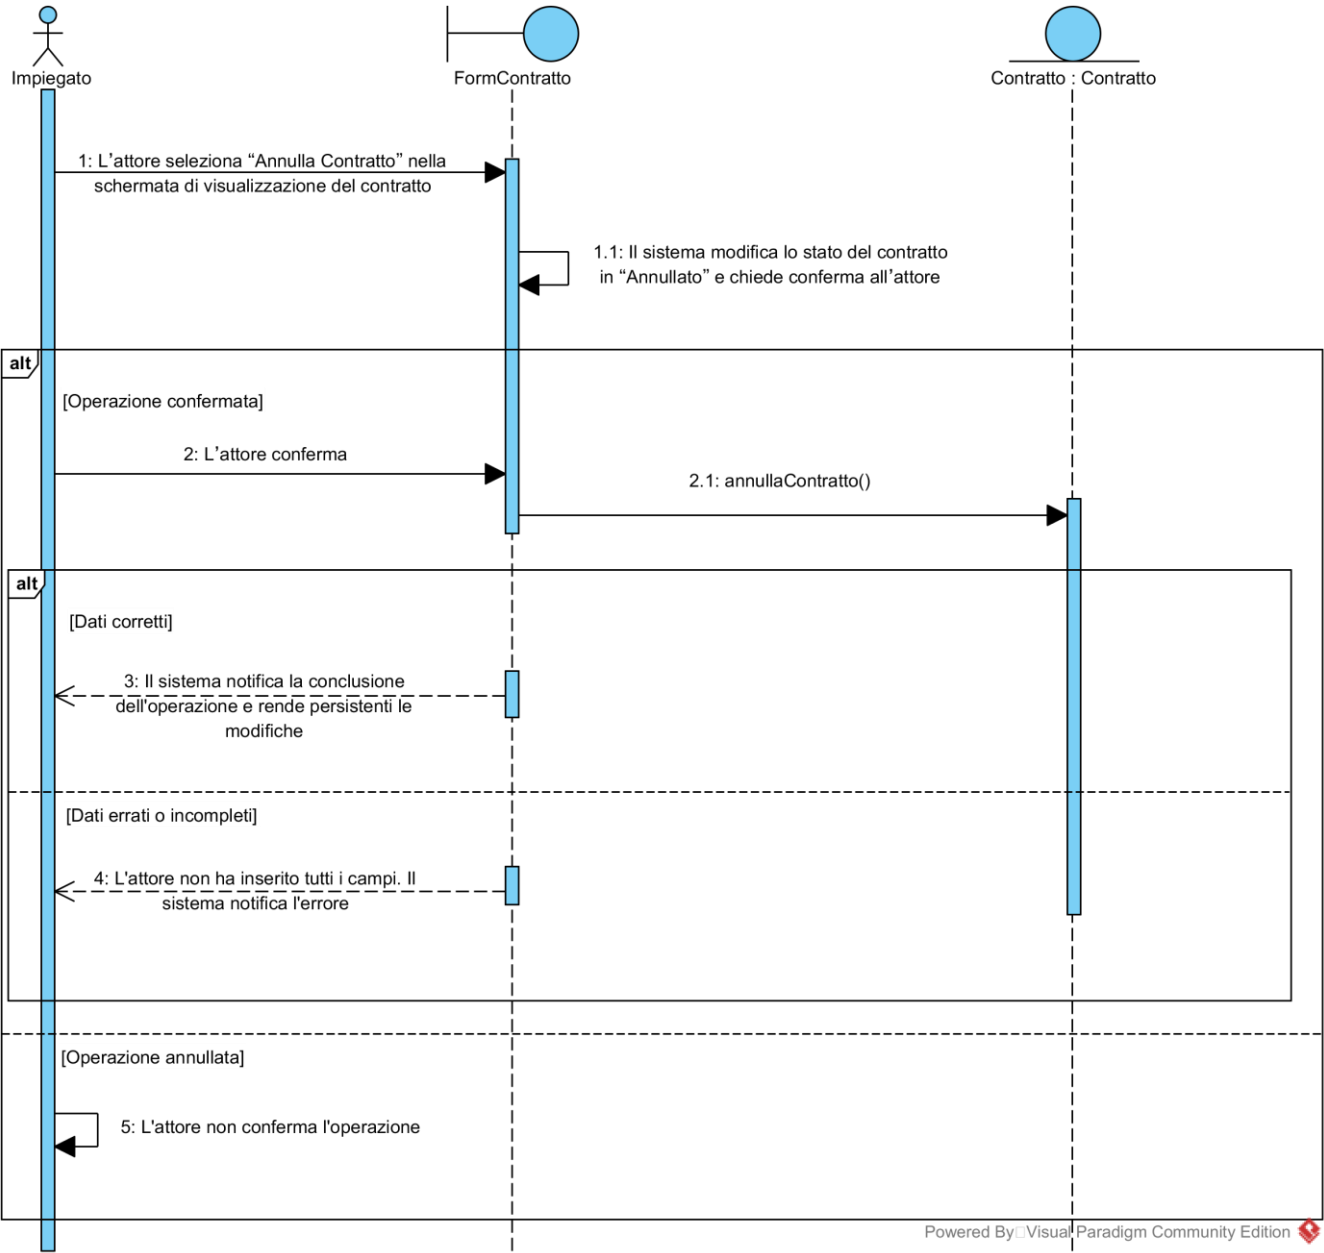 Impiegato
FormContratto
Contratto : Contratto
1: L’attore seleziona “Annulla Contratto” nella
schermata di visualizzazione del contratto
1.1: Il sistema modifica lo stato del contratto
in “Annullato” e chiede conferma all’attore
alt
[Operazione confermata]
2: L’attore conferma
2.1: annullaContratto()
alt
[Dati corretti]
3: Il sistema notifica la conclusione
dell'operazione e rende persistenti le
modifiche
[Dati errati o incompleti]
4: L'attore non ha inserito tutti i campi. Il
sistema notifica l'errore
[Operazione annullata]
5: L'attore non conferma l'operazione
Powered By Visual Paradigm Community Edition